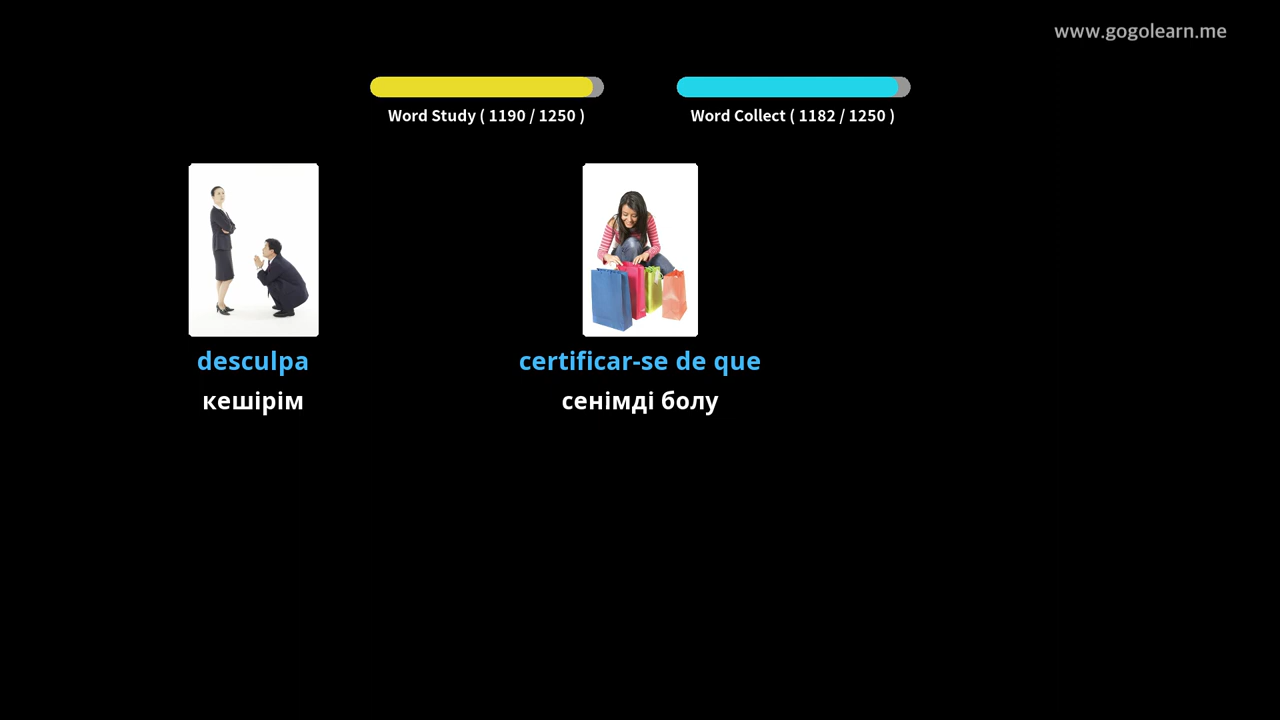 www.gogolearn.me
Word Study ( 1190 / 1250 )
Word Collect ( 1182 / 1250 )
desculpa
кешірім
certificar-se de que
сенімді болу